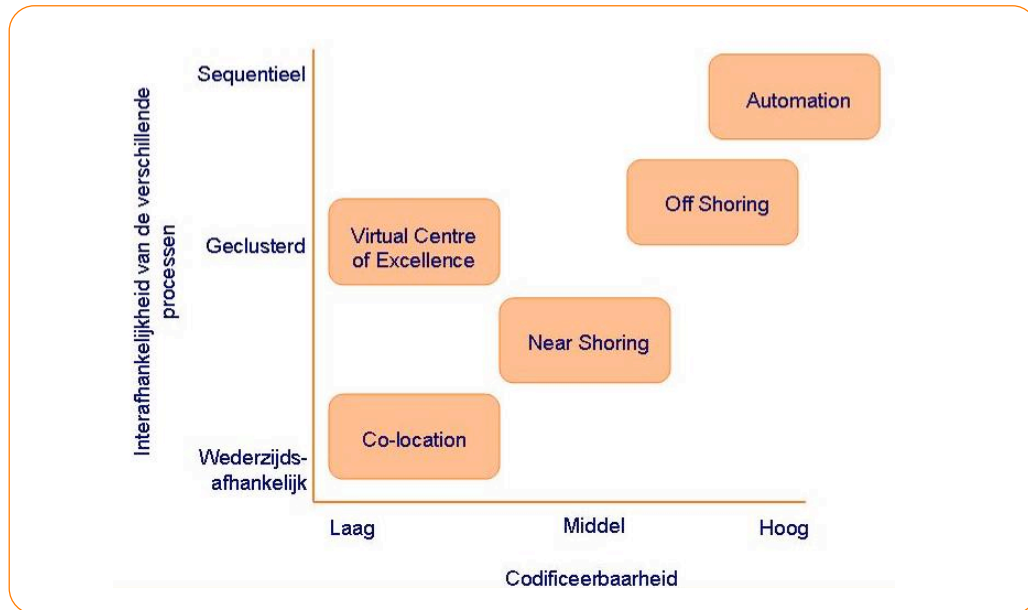 Interafhankelijkheid van de verschillende
processen
Sequentieel
Geclusterd
Wederzijds-
afhankelijk
Automation
Off Shoring
Virtual Centre
of Excellence
Near Shoring
Co-location
Laag
Middel
Hoog
Codificeerbaarheid